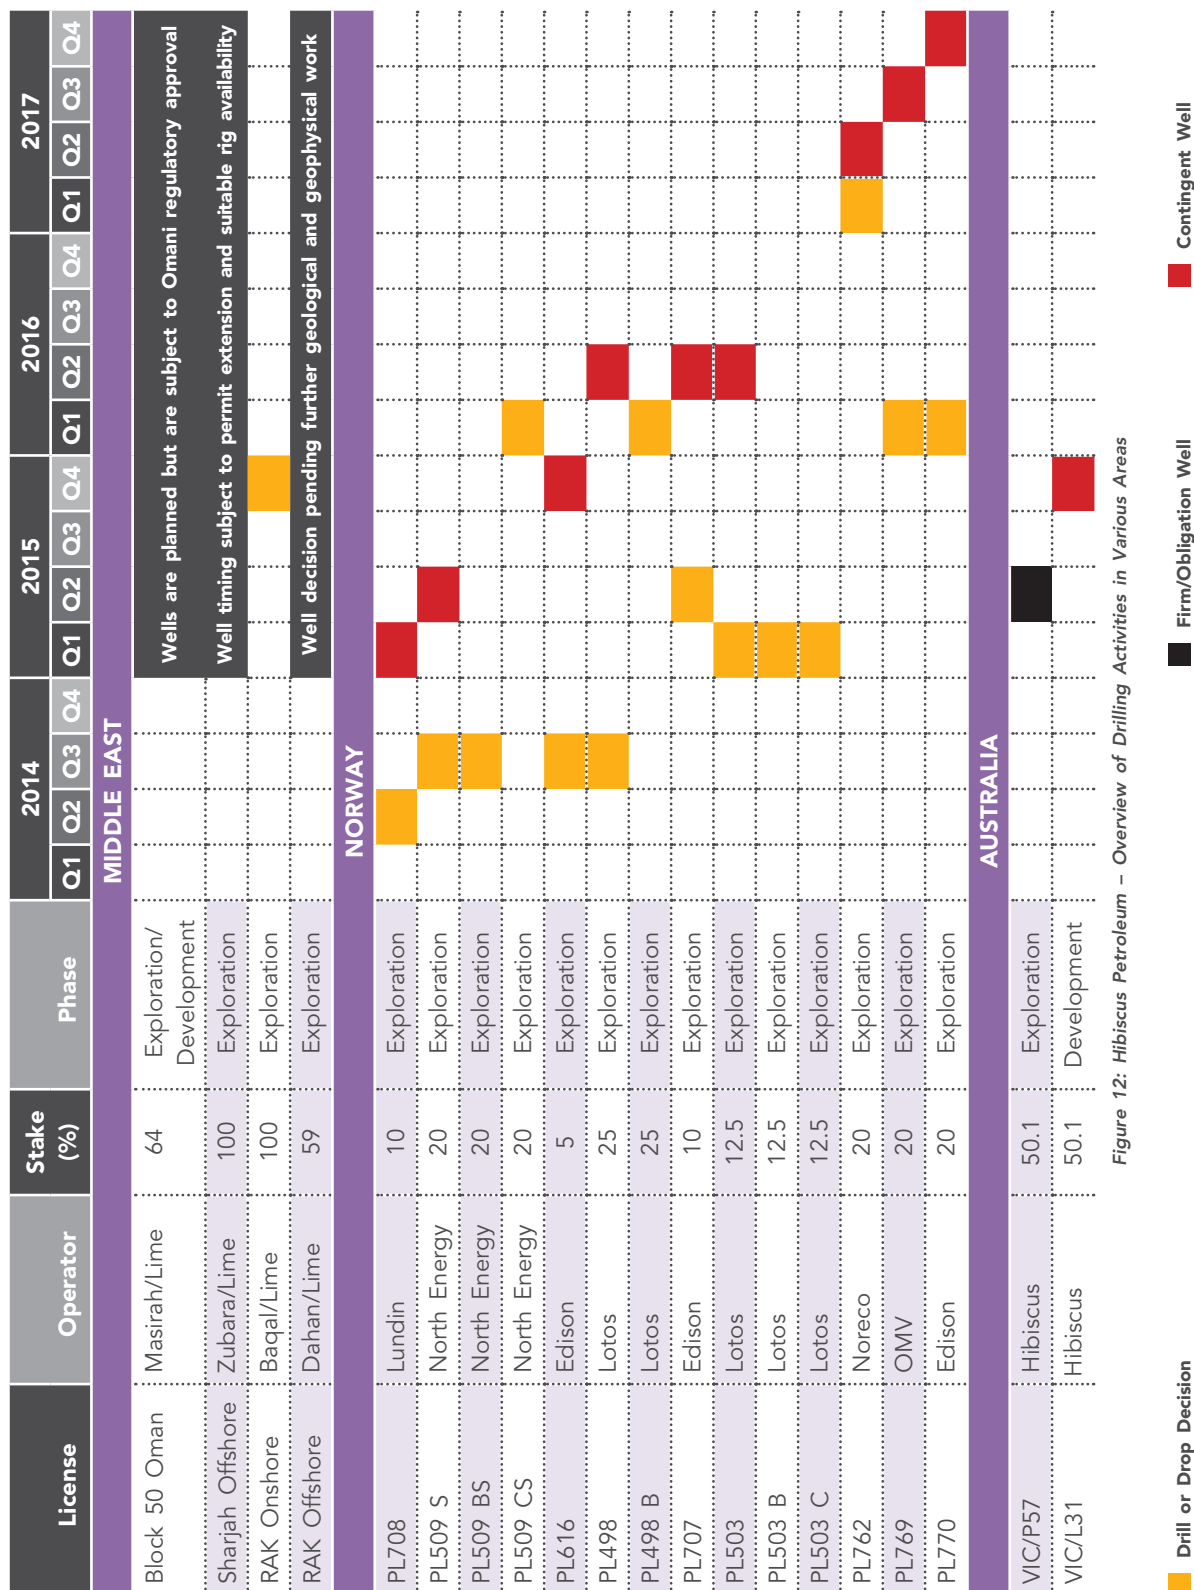 License Operator Stake (%) Phase 2014 2015 2016 2017
Q1 Q2 Q3 Q4 Q1 Q2 Q3 Q4 Q1 Q2 Q3 Q4 Q1 Q2 Q3 Q4
MIDDLE EAST
Block 50 Oman Masirah/Lime 64 Exploration/ Development Wells are planned but are subject to Omani regulatory approval
Sharjah Offshore Zubara/Lime 100 Exploration Well timing subject to permit extension and suitable rig availability
RAK Onshore Baqal/Lime 100 Exploration
RAK Offshore Dahan/Lime 59 Exploration Well decision pending further geological and geophysical work
NORWAY
PL708 Lundin 10 Exploration
PL509 S North Energy 20 Exploration
PL509 BS North Energy 20 Exploration
PL509 CS North Energy 20 Exploration
PL616 Edison 5 Exploration
PL498 Lotos 25 Exploration
PL498 B Lotos 25 Exploration
PL707 Edison 10 Exploration
PL503 Lotos 12.5 Exploration
PL503 B Lotos 12.5 Exploration
PL503 C Lotos 12.5 Exploration
PL762 Noreco 20 Exploration
PL769 OMV 20 Exploration
PL770 Edison 20 Exploration
AUSTRALIA
VIC/P57 Hibiscus 50.1 Exploration
VIC/L31 Hibiscus 50.1 Development
Figure 12: Hibiscus Petroleum – Overview of Drilling Activities in Various Areas
Drill or Drop Decision Firm/Obligation Well Contingent Well